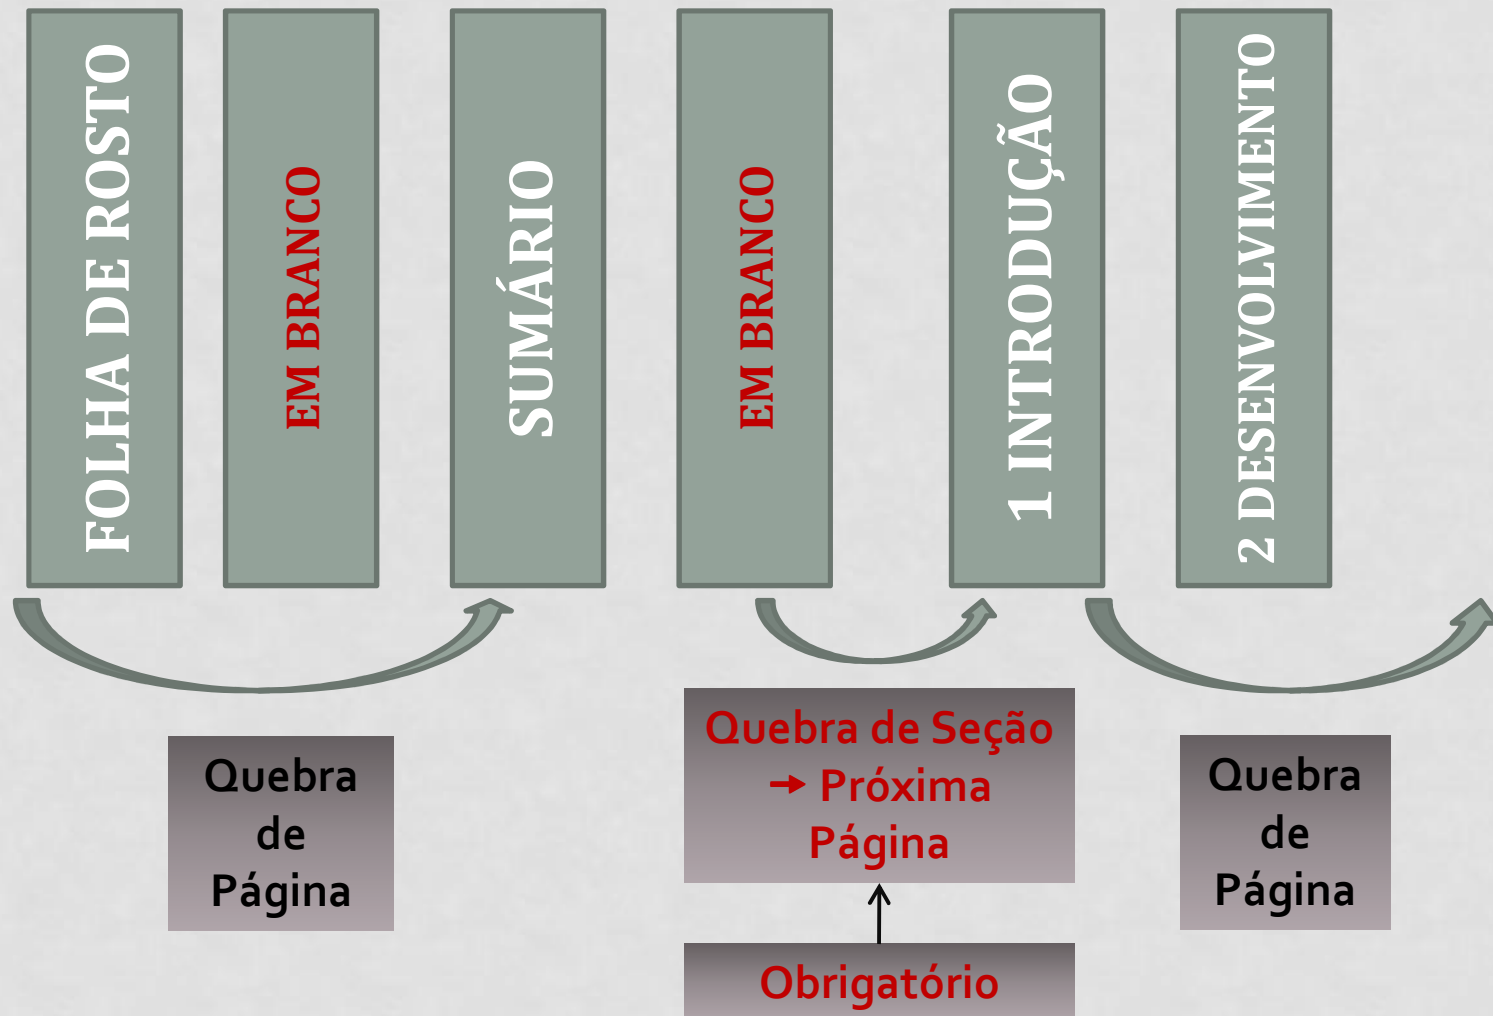 FOLHA DE ROSTO
EM BRANCO
SUMÁRIO
EM BRANCO
1 INTRODUÇÃO
2 DESENVOLVIMENTO
Quebra
de
Página
Quebra de Seção
→ Próxima
Página
Obrigatório
Quebra
de
Página